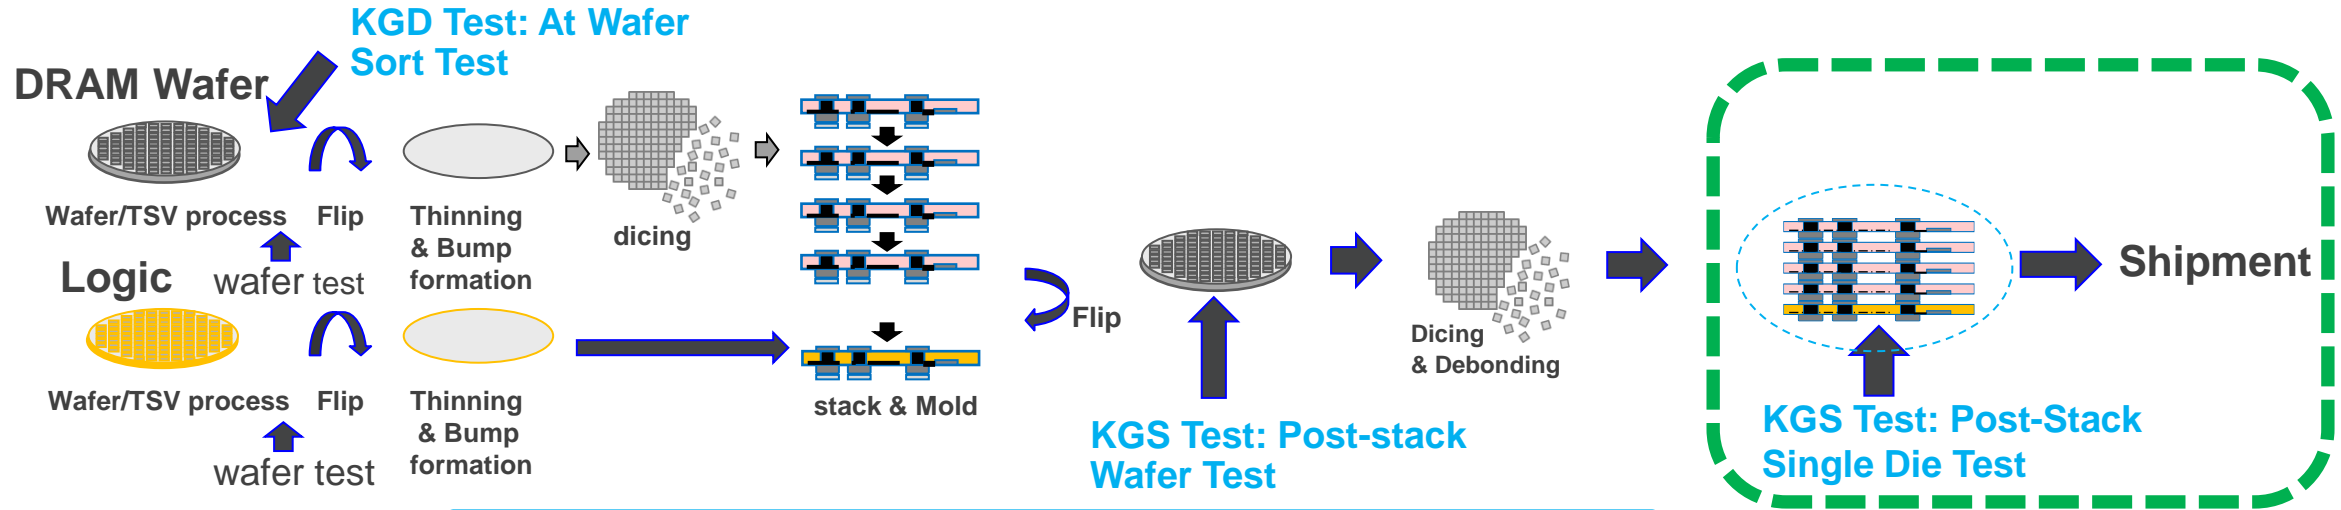 KGD Test: At Wafer
Sort Test
DRAM Wafer
Wafer/TSV process
Flip
Thinning
& Bump
formation
dicing
wafer test
Logic
Wafer/TSV process
Flip
Thinning
& Bump
formation
wafer test
stack & Mold
Flip
KGS Test: Post-stack
Wafer Test
Dicing
& Debonding
KGS Test: Post-Stack
Single Die Test
Shipment